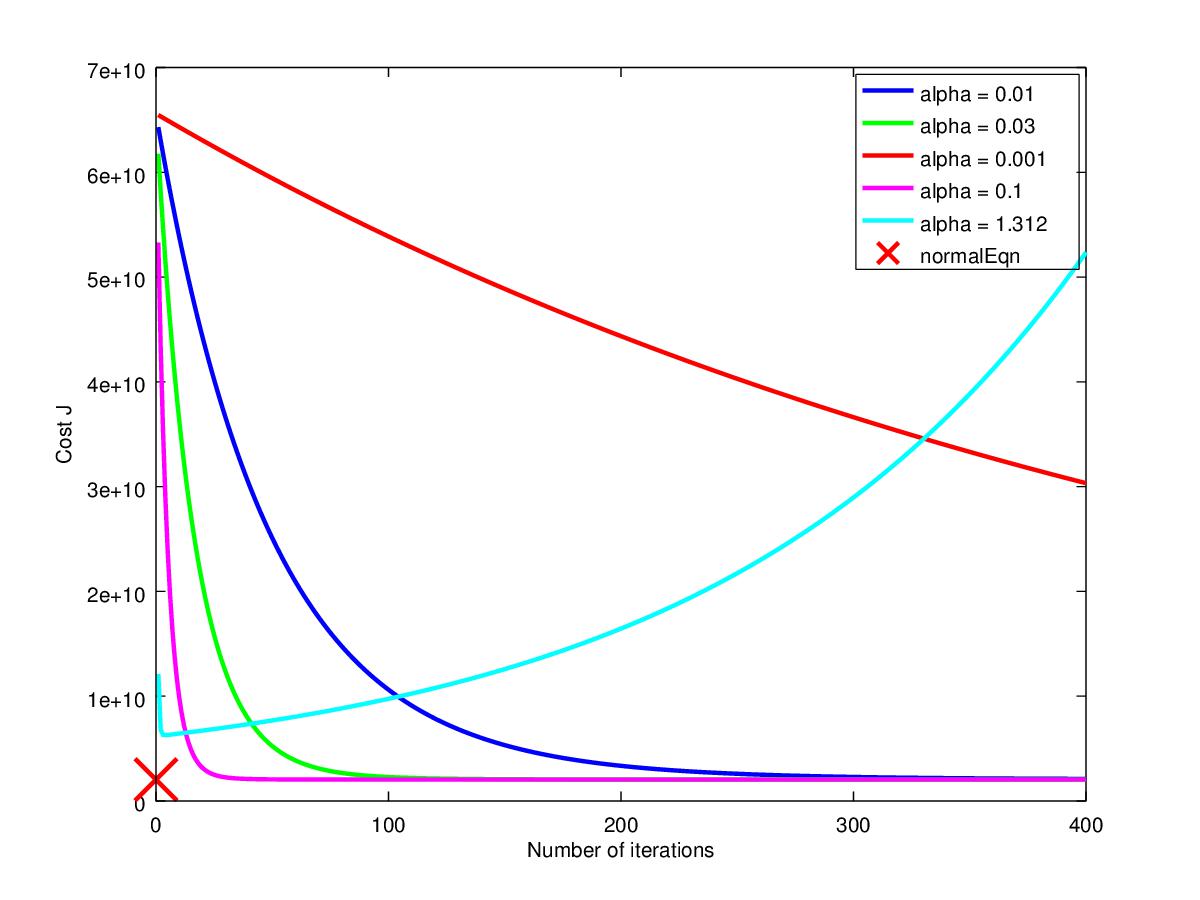 7e+10
6e+10
5e+10
4e+10
3e+10
2e+10
1e+10
0
Cost J
alpha = 0.01
alpha = 0.03
alpha = 0.001
alpha = 0.1
alpha = 1.312
normalEqn
0 100 200 300 400
Number of iterations